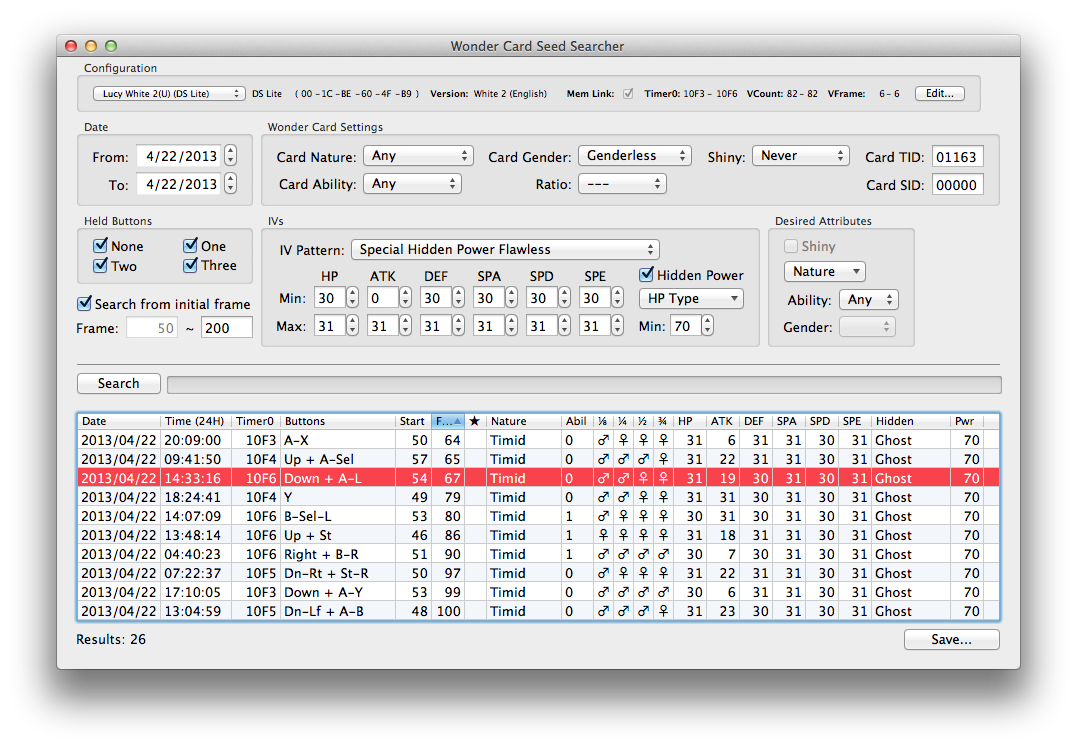 Wonder Card Seed Searcher
Configuration
Lucy White 2(U) (DS Lite) DS Lite ( 00 -1C -BE -60 -4F -B9 ) Version: White 2 (English) Mem Link: Timer0: 10F3 - 10F6 VCount: 82 - 82 VFrame: 6 - 6 Edit...
Date Wonder Card Settings
From: 4/22/2013 Card Nature: Any Card Gender: Genderless Shiny: Never Card TID: 01163
To: 4/22/2013 Card Ability: Any Ratio: --- Card SID: 00000
Held Buttons IVs Desired Attributes
None One IV Pattern: Special Hidden Power Flawless Shiny
Two Three HP ATK DEF SPA SPD SPE Hidden Power Nature
Search from initial frame Min: 30 0 30 30 30 30 HP Type Ability: Any
Frame: 50 ~ 200 Max: 31 31 31 31 31 31 Min: 70 Gender:
Search
Date Time (24H) Timer0 Buttons Start F... ★ Nature Abil ⅛ ¼ ½ ¾ HP ATK DEF SPA SPD SPE Hidden Pwr
2013/04/22 20:09:00 10F3 A-X 50 64 Timid 0 ♂ ♀ ♀ ♀ 31 6 31 31 30 31 Ghost 70
2013/04/22 09:41:50 10F4 Up + A-Sel 57 65 Timid 0 ♂ ♂ ♂ ♀ 31 22 31 31 30 31 Ghost 70
2013/04/22 14:33:16 10F6 Down + A-L 54 67 Timid 0 ♂ ♂ ♀ ♀ 31 19 30 31 30 31 Ghost 70
2013/04/22 18:24:41 10F4 Y 49 79 Timid 0 ♂ ♂ ♀ ♀ 31 31 30 31 30 31 Ghost 70
2013/04/22 14:07:09 10F6 B-Sel-L 53 80 Timid 1 ♂ ♀ ♀ ♀ 30 31 30 31 30 31 Ghost 70
2013/04/22 13:48:14 10F6 Up + St 46 86 Timid 1 ♀ ♀ ♀ ♀ 31 18 31 31 30 31 Ghost 70
2013/04/22 04:40:23 10F6 Right + B-R 51 90 Timid 1 ♂ ♂ ♂ ♂ 30 7 30 31 30 31 Ghost 70
2013/04/22 07:22:37 10F5 Dn-Rt + St-R 50 97 Timid 0 ♂ ♀ ♀ ♀ 31 22 31 31 30 31 Ghost 70
2013/04/22 17:10:05 10F3 Down + A-Y 53 99 Timid 0 ♂ ♂ ♂ ♂ 30 6 31 31 30 31 Ghost 70
2013/04/22 13:04:59 10F5 Dn-Lf + A-B 48 100 Timid 0 ♂ ♂ ♂ ♀ 31 23 30 31 30 31 Ghost 70
Results: 26 Save...